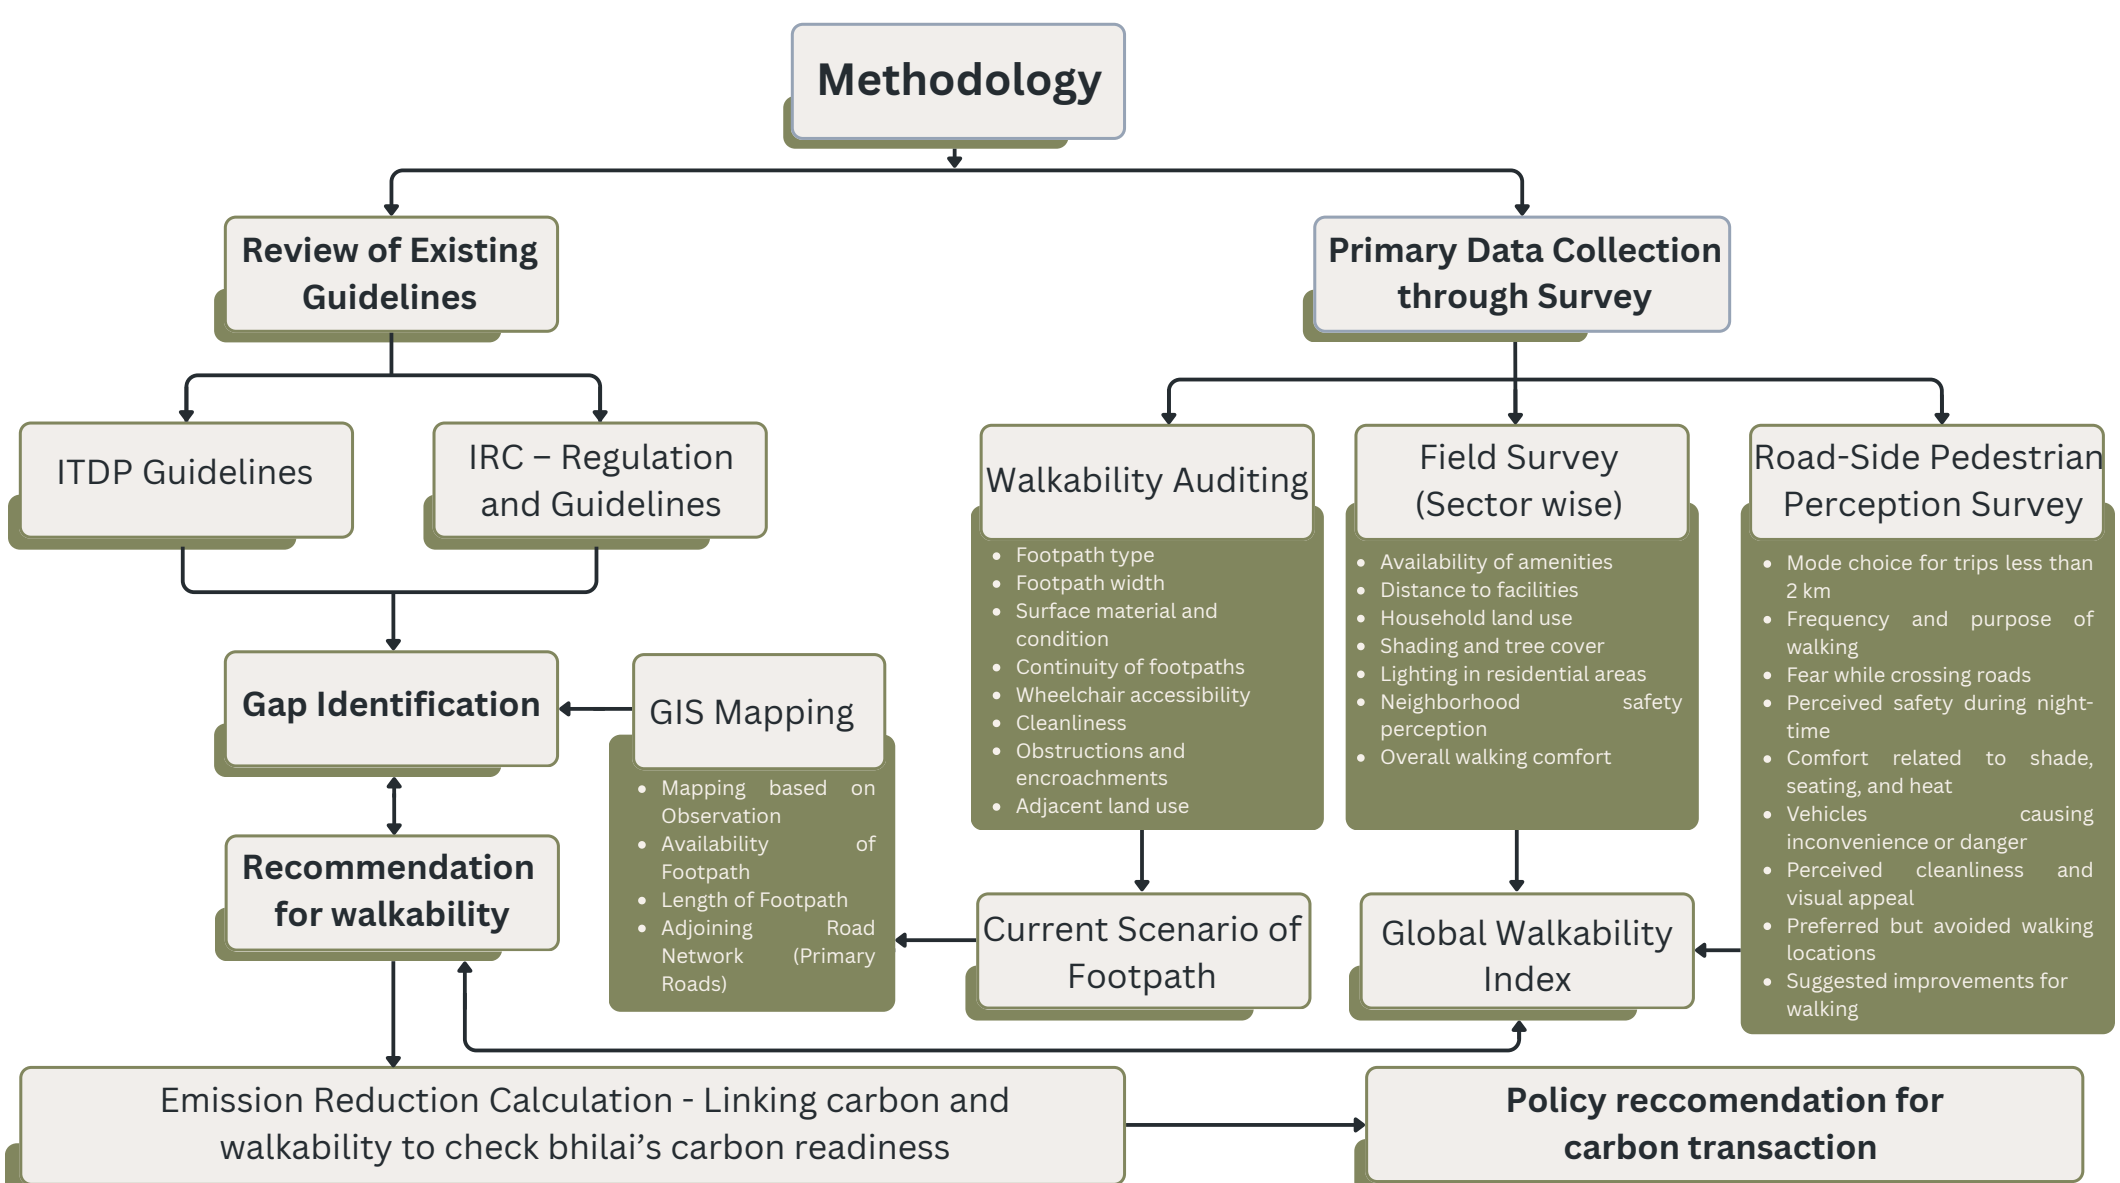 Methodology
Review of Existing
Guidelines
Primary Data Collection
through Survey
ITDP Guidelines
IRC – Regulation
and Guidelines
Walkability Auditing
• Footpath type
• Footpath width
• Surface material and
condition
• Continuity of footpaths
• Wheelchair accessibility
• Cleanliness
• Obstructions and
encroachments
• Adjacent land use
Field Survey
(Sector wise)
• Availability of amenities
• Distance to facilities
• Household land use
• Shading and tree cover
• Lighting in residential areas
• Neighborhood safety
perception
• Overall walking comfort
Road-Side Pedestrian
Perception Survey
• Mode choice for trips less than
2 km
• Frequency and purpose of
walking
• Fear while crossing roads
• Perceived safety during night-
time
• Comfort related to shade,
seating, and heat
• Vehicles causing
inconvenience or danger
• Perceived cleanliness and
visual appeal
• Preferred but avoided walking
locations
• Suggested improvements for
walking
Gap Identification
GIS Mapping
• Mapping based on
Observation
• Availability of
Footpath
• Length of Footpath
• Adjoining Road
Network (Primary
Roads)
Recommendation
for walkability
Current Scenario of
Footpath
Global Walkability
Index
Emission Reduction Calculation - Linking carbon and
walkability to check bhilai’s carbon readiness
Policy reccomendation for
carbon transaction